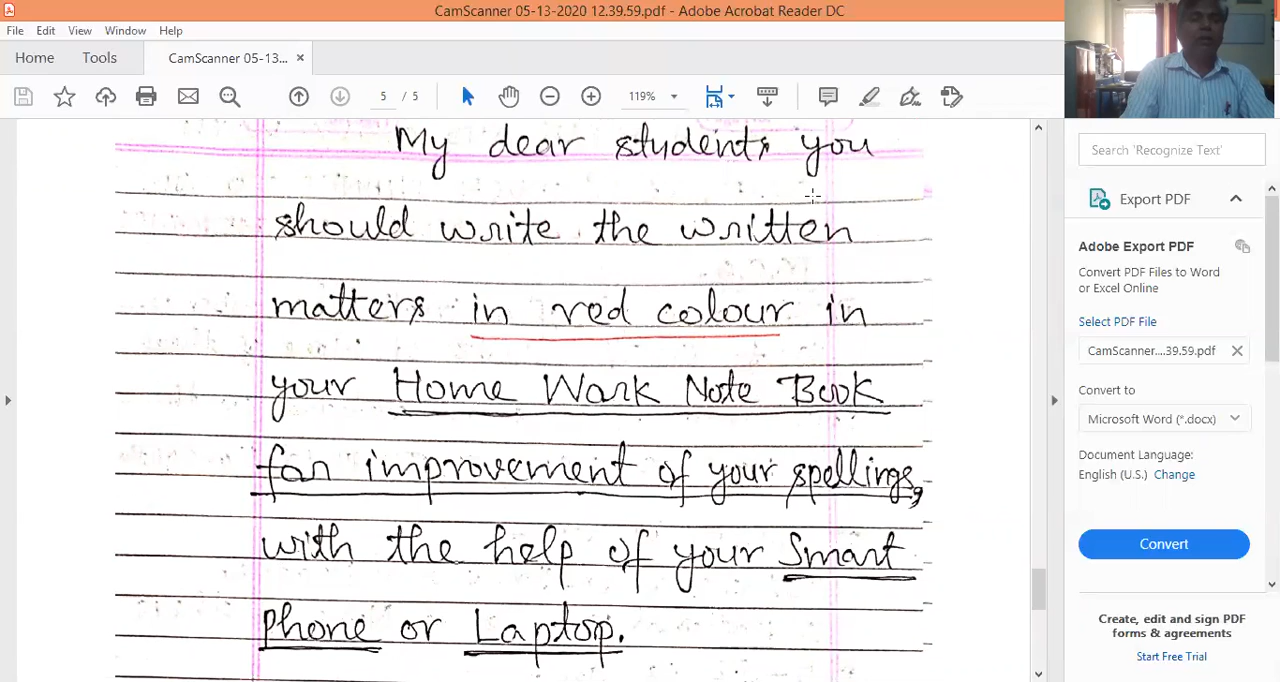 CamScanner 05-13-2020 12.39.59.pdf - Adobe Acrobat Reader DC
File Edit View Window Help
Home Tools CamScanner 05-13... ×
5 / 5 119%
My dear students you
should write the written
matters in red colour in
your Home Work Note Book
for improvement of your spellings,
with the help of your Smart
phone or Laptop.
Search 'Recognize Text'
Export PDF
Adobe Export PDF
Convert PDF Files to Word
or Excel Online
Select PDF File
CamScanner....39.59.pdf ×
Convert to
Microsoft Word (*.docx)
Document Language:
English (U.S.) Change
Convert
Create, edit and sign PDF
forms & agreements
Start Free Trial